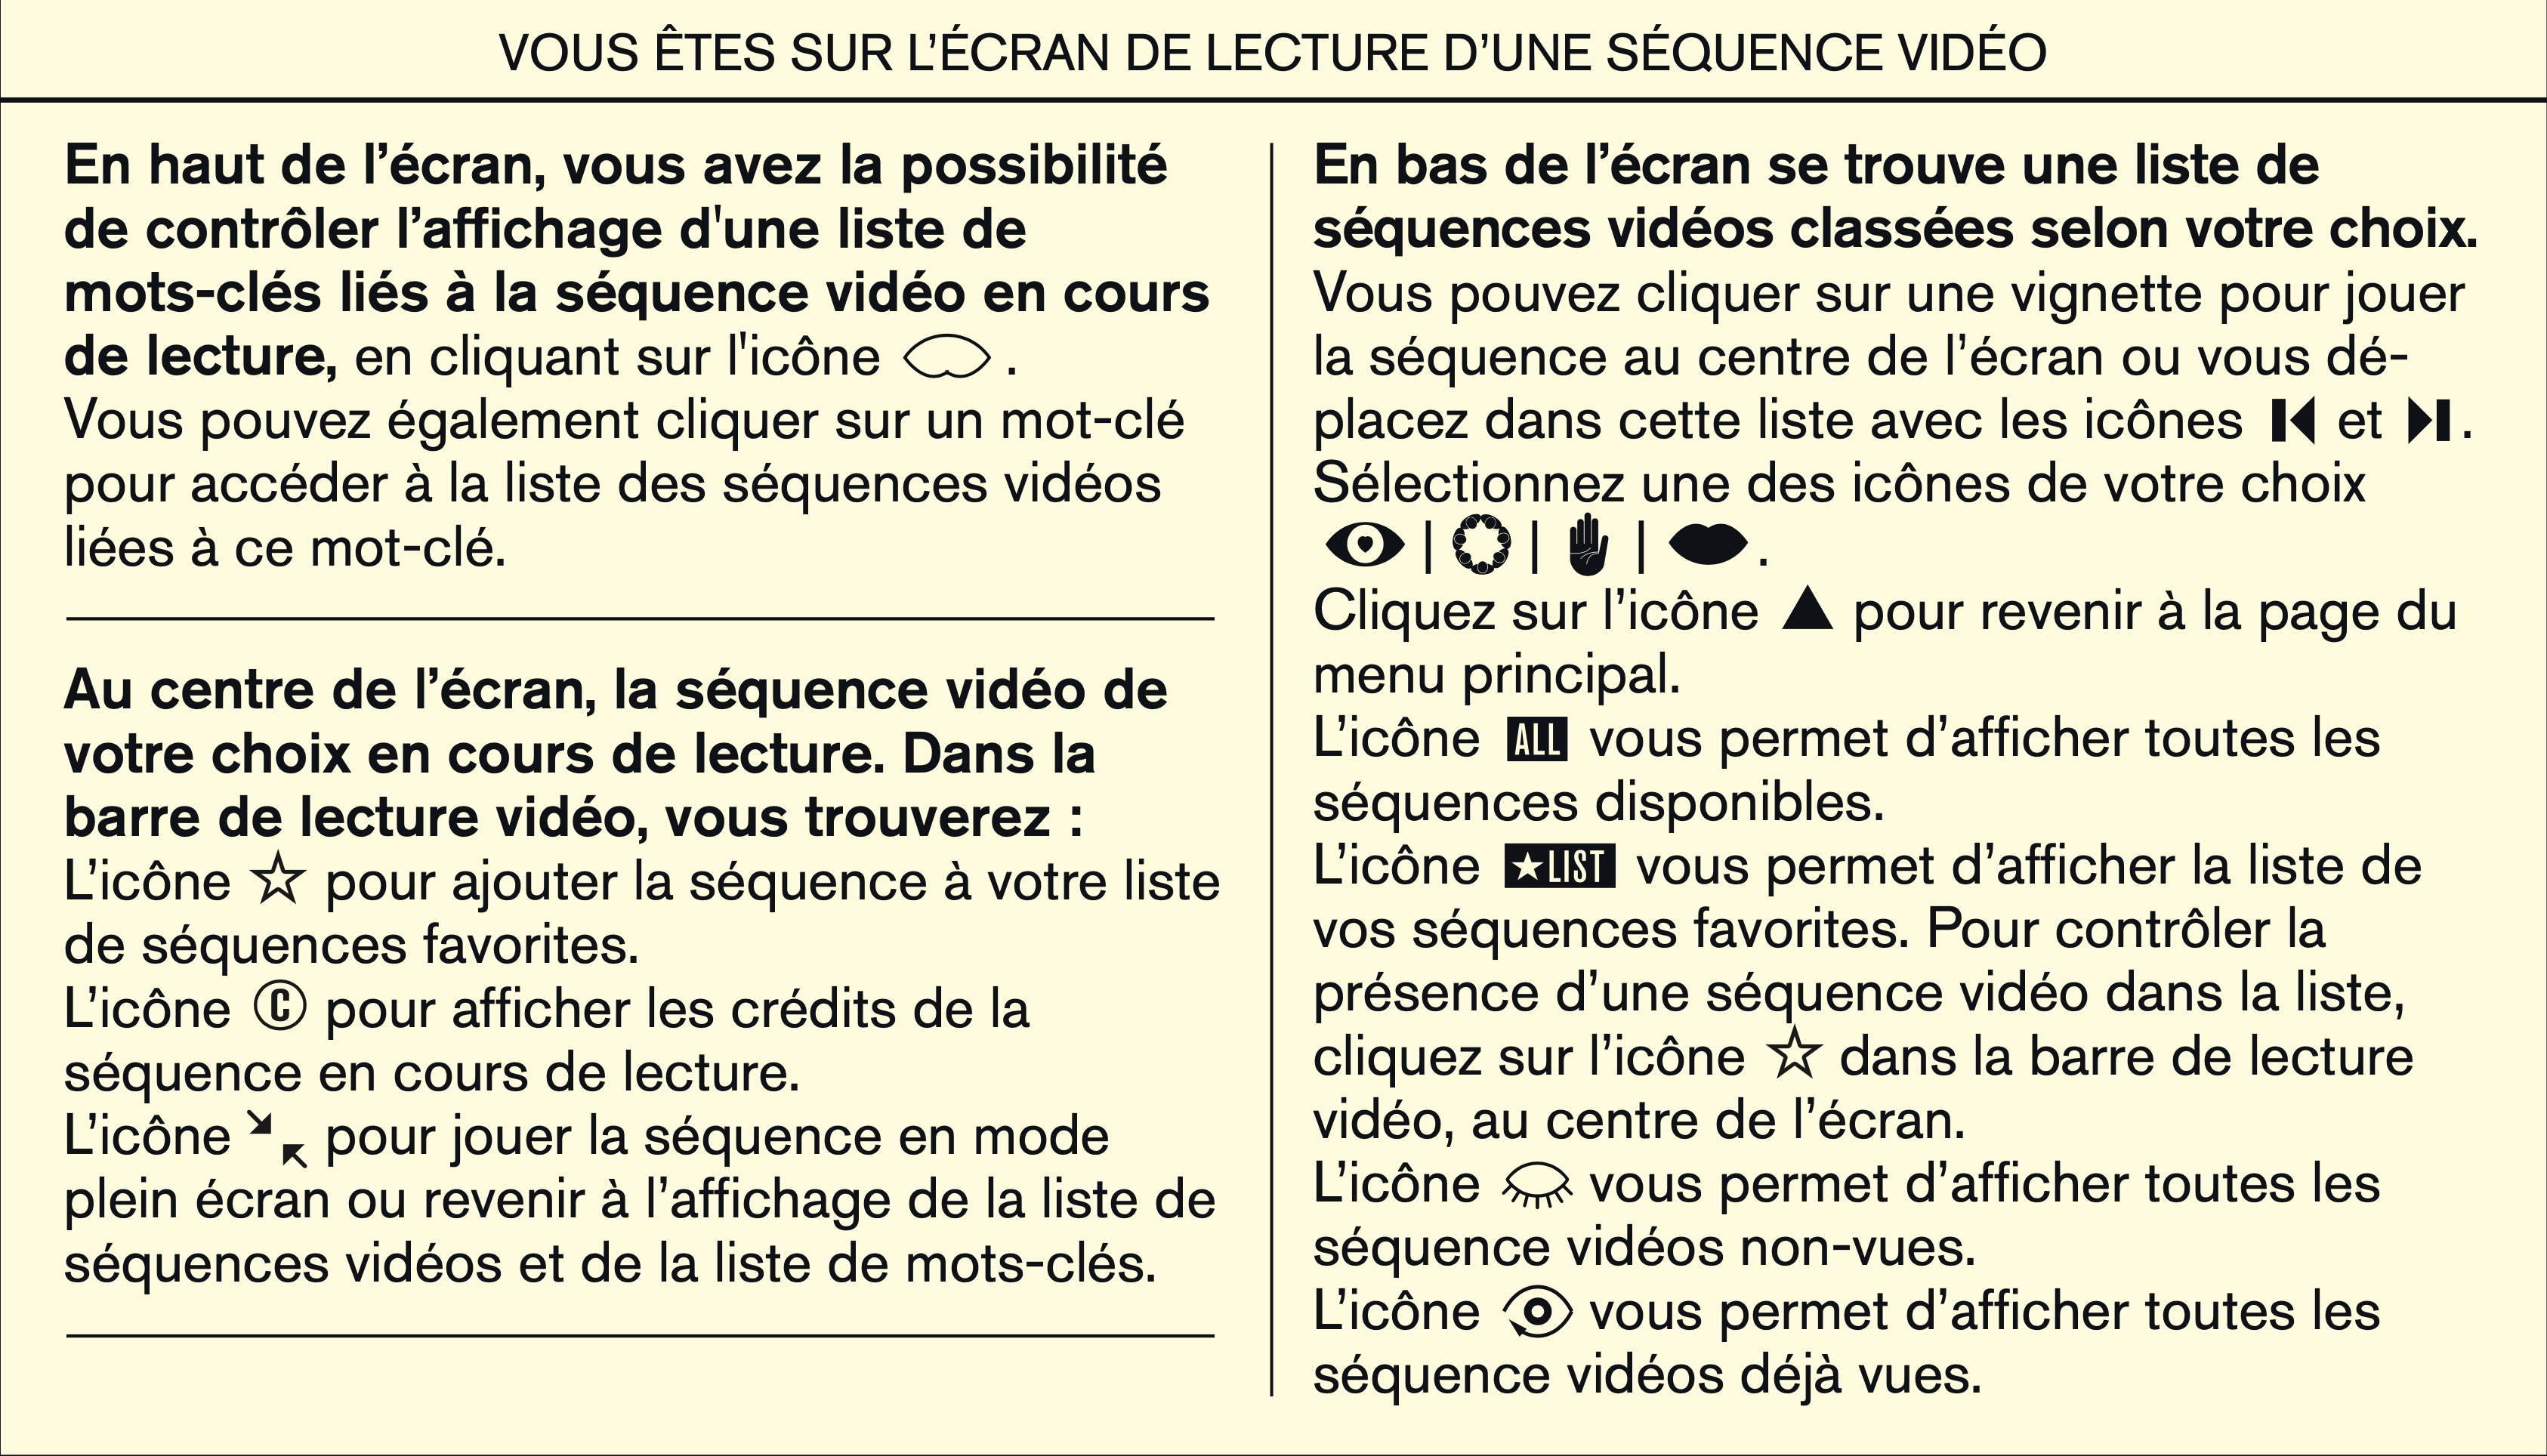 VOUS ÊTES SUR L’ÉCRAN DE LECTURE D’UNE SÉQUENCE VIDÉO
En haut de l’écran, vous avez la possibilité
de contrôler l’affichage d'une liste de
mots-clés liés à la séquence vidéo en cours
de lecture, en cliquant sur l'icône .
Vous pouvez également cliquer sur un mot-clé
pour accéder à la liste des séquences vidéos
liées à ce mot-clé.
Au centre de l’écran, la séquence vidéo de
votre choix en cours de lecture. Dans la
barre de lecture vidéo, vous trouverez :
L’icône ☆ pour ajouter la séquence à votre liste
de séquences favorites.
L’icône © pour afficher les crédits de la
séquence en cours de lecture.
L’icône pour jouer la séquence en mode
plein écran ou revenir à l’affichage de la liste de
séquences vidéos et de la liste de mots-clés.
En bas de l’écran se trouve une liste de
séquences vidéos classées selon votre choix.
Vous pouvez cliquer sur une vignette pour jouer
la séquence au centre de l’écran ou vous dé-
placez dans cette liste avec les icônes et .
Sélectionnez une des icônes de votre choix
| | | .
Cliquez sur l’icône ▲ pour revenir à la page du
menu principal.
L’icône ALL vous permet d’afficher toutes les
séquences disponibles.
L’icône ★LIST vous permet d’afficher la liste de
vos séquences favorites. Pour contrôler la
présence d’une séquence vidéo dans la liste,
cliquez sur l’icône ☆ dans la barre de lecture
vidéo, au centre de l’écran.
L’icône vous permet d’afficher toutes les
séquence vidéos non-vues.
L’icône vous permet d’afficher toutes les
séquence vidéos déjà vues.